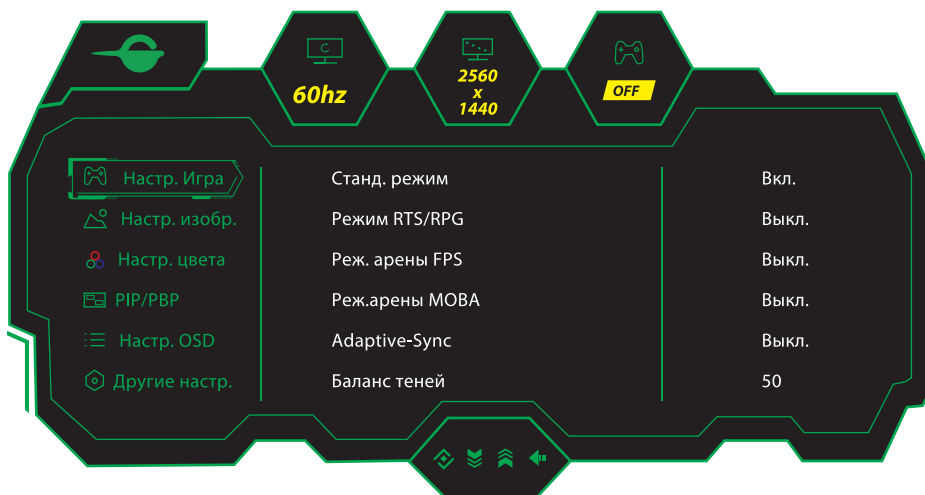 60hz
2560
x
1440
OFF
Настр. Игра
Станд. режим
Вкл.
Настр. изобр.
Режим RTS/RPG
Выкл.
Настр. цвета
Реж. арены FPS
Выкл.
PIP/PBP
Реж.арены MOBA
Выкл.
Настр. OSD
Adaptive-Sync
Выкл.
Другие настр.
Баланс теней
50